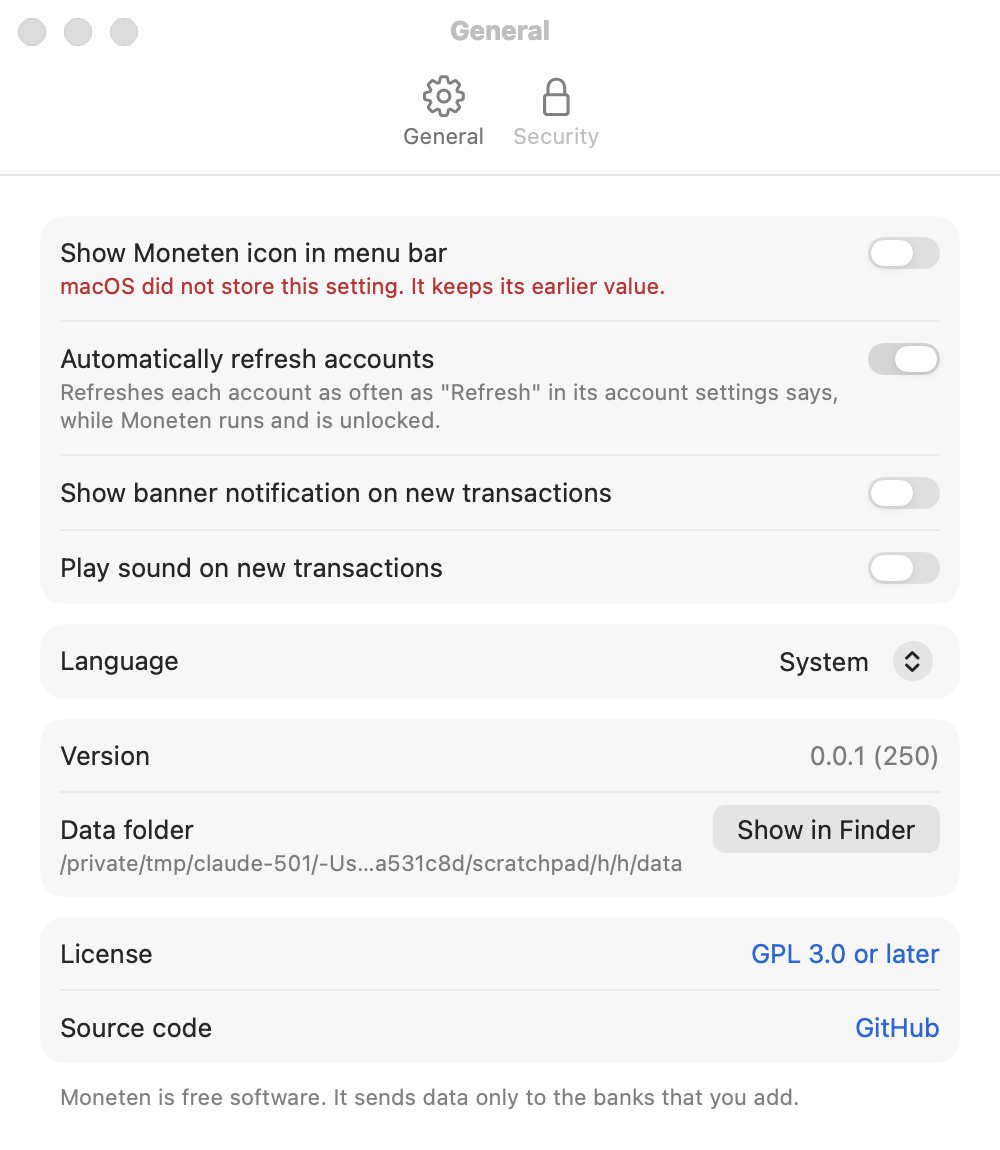 General
General
Security
Show Moneten icon in menu bar
macOS did not store this setting. It keeps its earlier value.
Automatically refresh accounts
Refreshes each account as often as "Refresh" in its account settings says,
while Moneten runs and is unlocked.
Show banner notification on new transactions
Play sound on new transactions
Language
System
Version
0.0.1 (250)
Data folder
Show in Finder
/private/tmp/claude-501/-Us...a531c8d/scratchpad/h/h/data
License
GPL 3.0 or later
Source code
GitHub
Moneten is free software. It sends data only to the banks that you add.